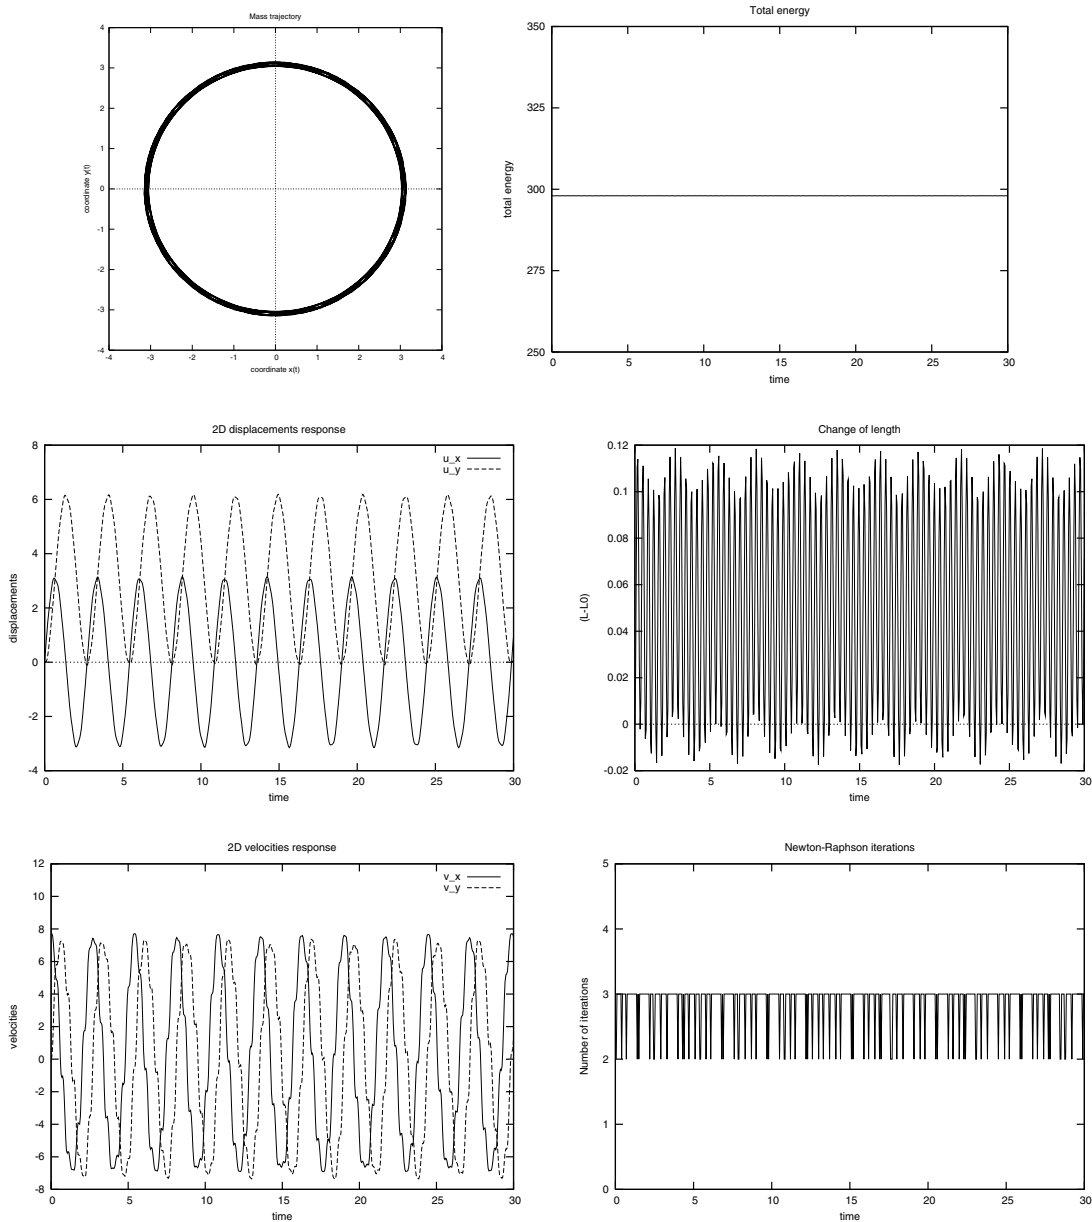 Mass trajectory
4
3
2
1
0
-1
-2
-3
-4
coordinate y(t)
-4 -3 -2 -1 0 1 2 3 4
coordinate x(t)
Total energy
350
325
300
275
250
total energy
0 5 10 15 20 25 30
time
2D displacements response
8
6
4
2
0
-2
-4
displacements
u_x
u_y
0 5 10 15 20 25 30
time
Change of length
0.12
0.1
0.08
0.06
0.04
0.02
0
-0.02
(L-L0)
0 5 10 15 20 25 30
time
2D velocities response
12
10
8
6
4
2
0
-2
-4
-6
-8
velocities
v_x
v_y
0 5 10 15 20 25 30
time
Newton-Raphson iterations
5
4
3
2
1
0
Number of iterations
0 5 10 15 20 25 30
time